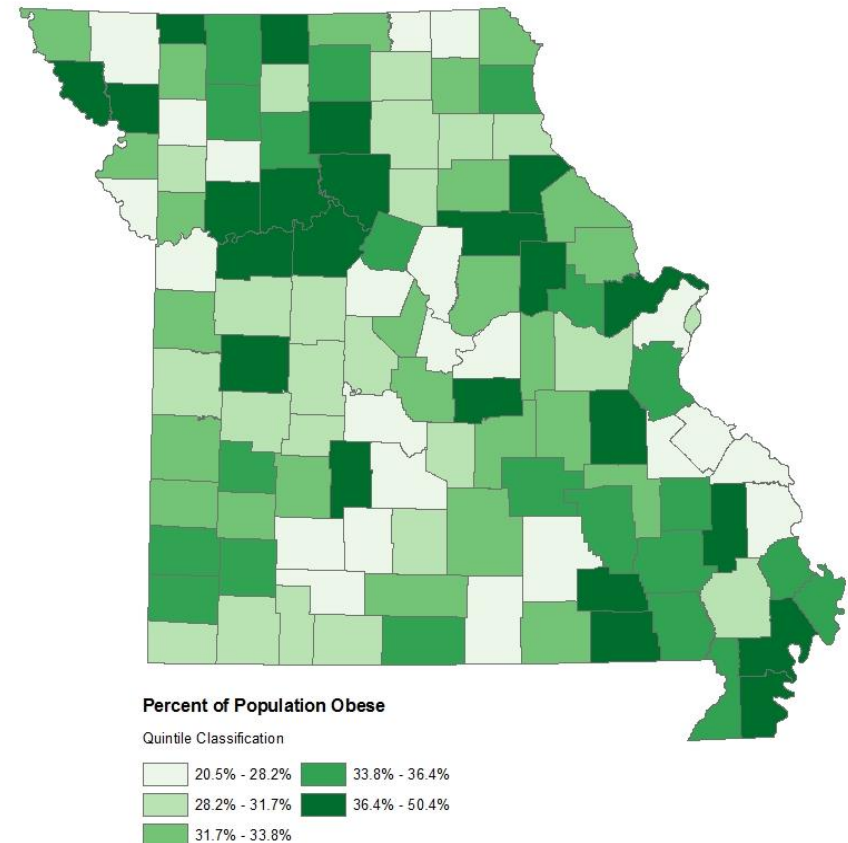 Percent of Population Obese
Quintile Classification
20.5% - 28.2%
28.2% - 31.7%
31.7% - 33.8%
33.8% - 36.4%
36.4% - 50.4%